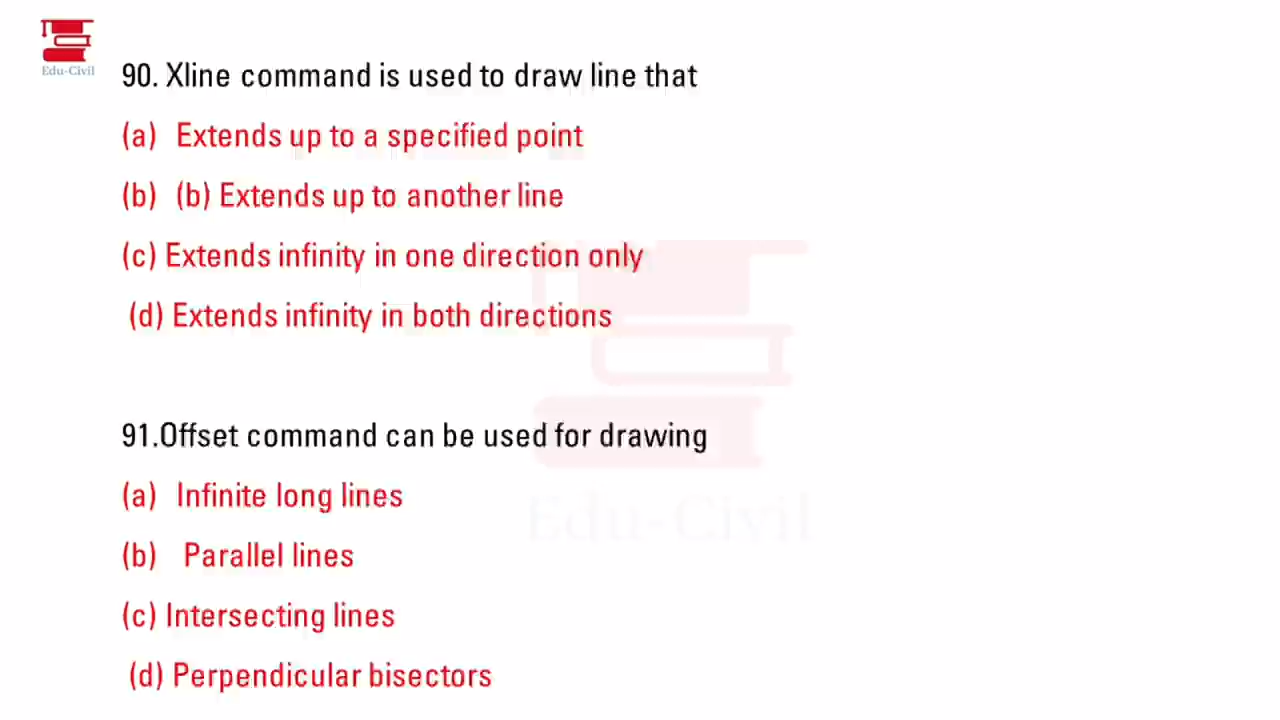 Edu-Civil
90. Xline command is used to draw line that
(a) Extends up to a specified point
(b) (b) Extends up to another line
(c) Extends infinity in one direction only
(d) Extends infinity in both directions
91.Offset command can be used for drawing
(a) Infinite long lines
Edu-Civil
(b) Parallel lines
(c) Intersecting lines
(d) Perpendicular bisectors